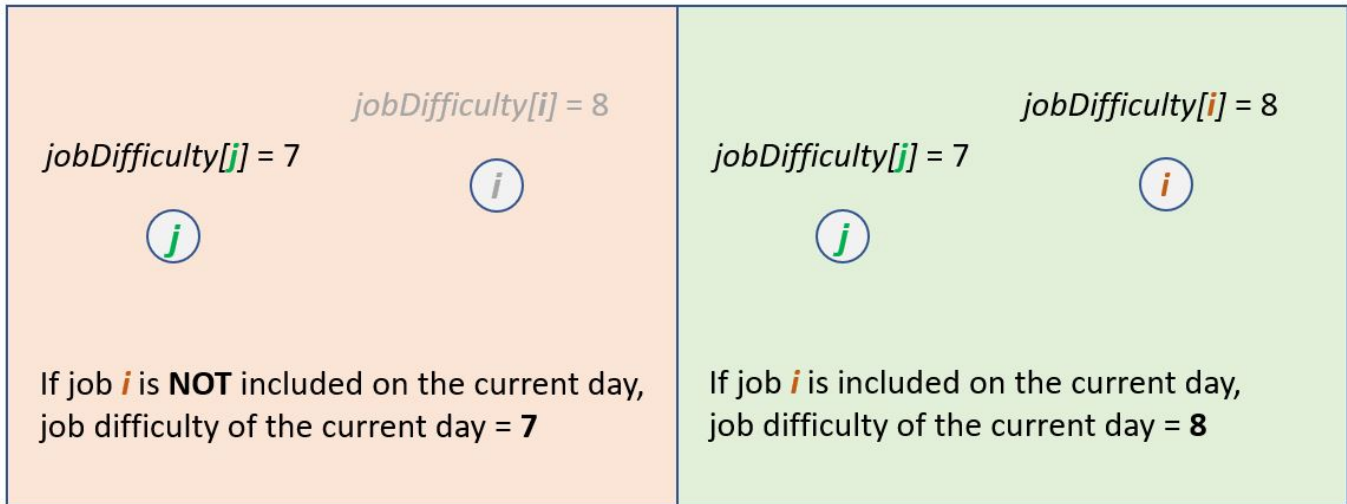 jobDifficulty[i] = 8
jobDifficulty[j] = 7
i
j
If job i is NOT included on the current day,
job difficulty of the current day = 7
jobDifficulty[i] = 8
jobDifficulty[j] = 7
i
j
If job i is included on the current day,
job difficulty of the current day = 8